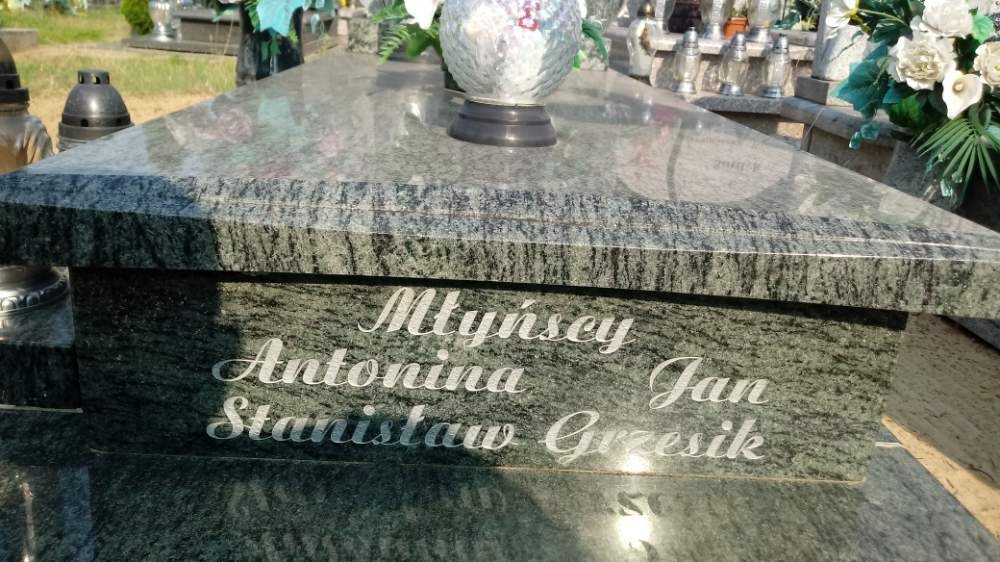 Młyńscy
Antonina Jan
Stanisław Grzesik